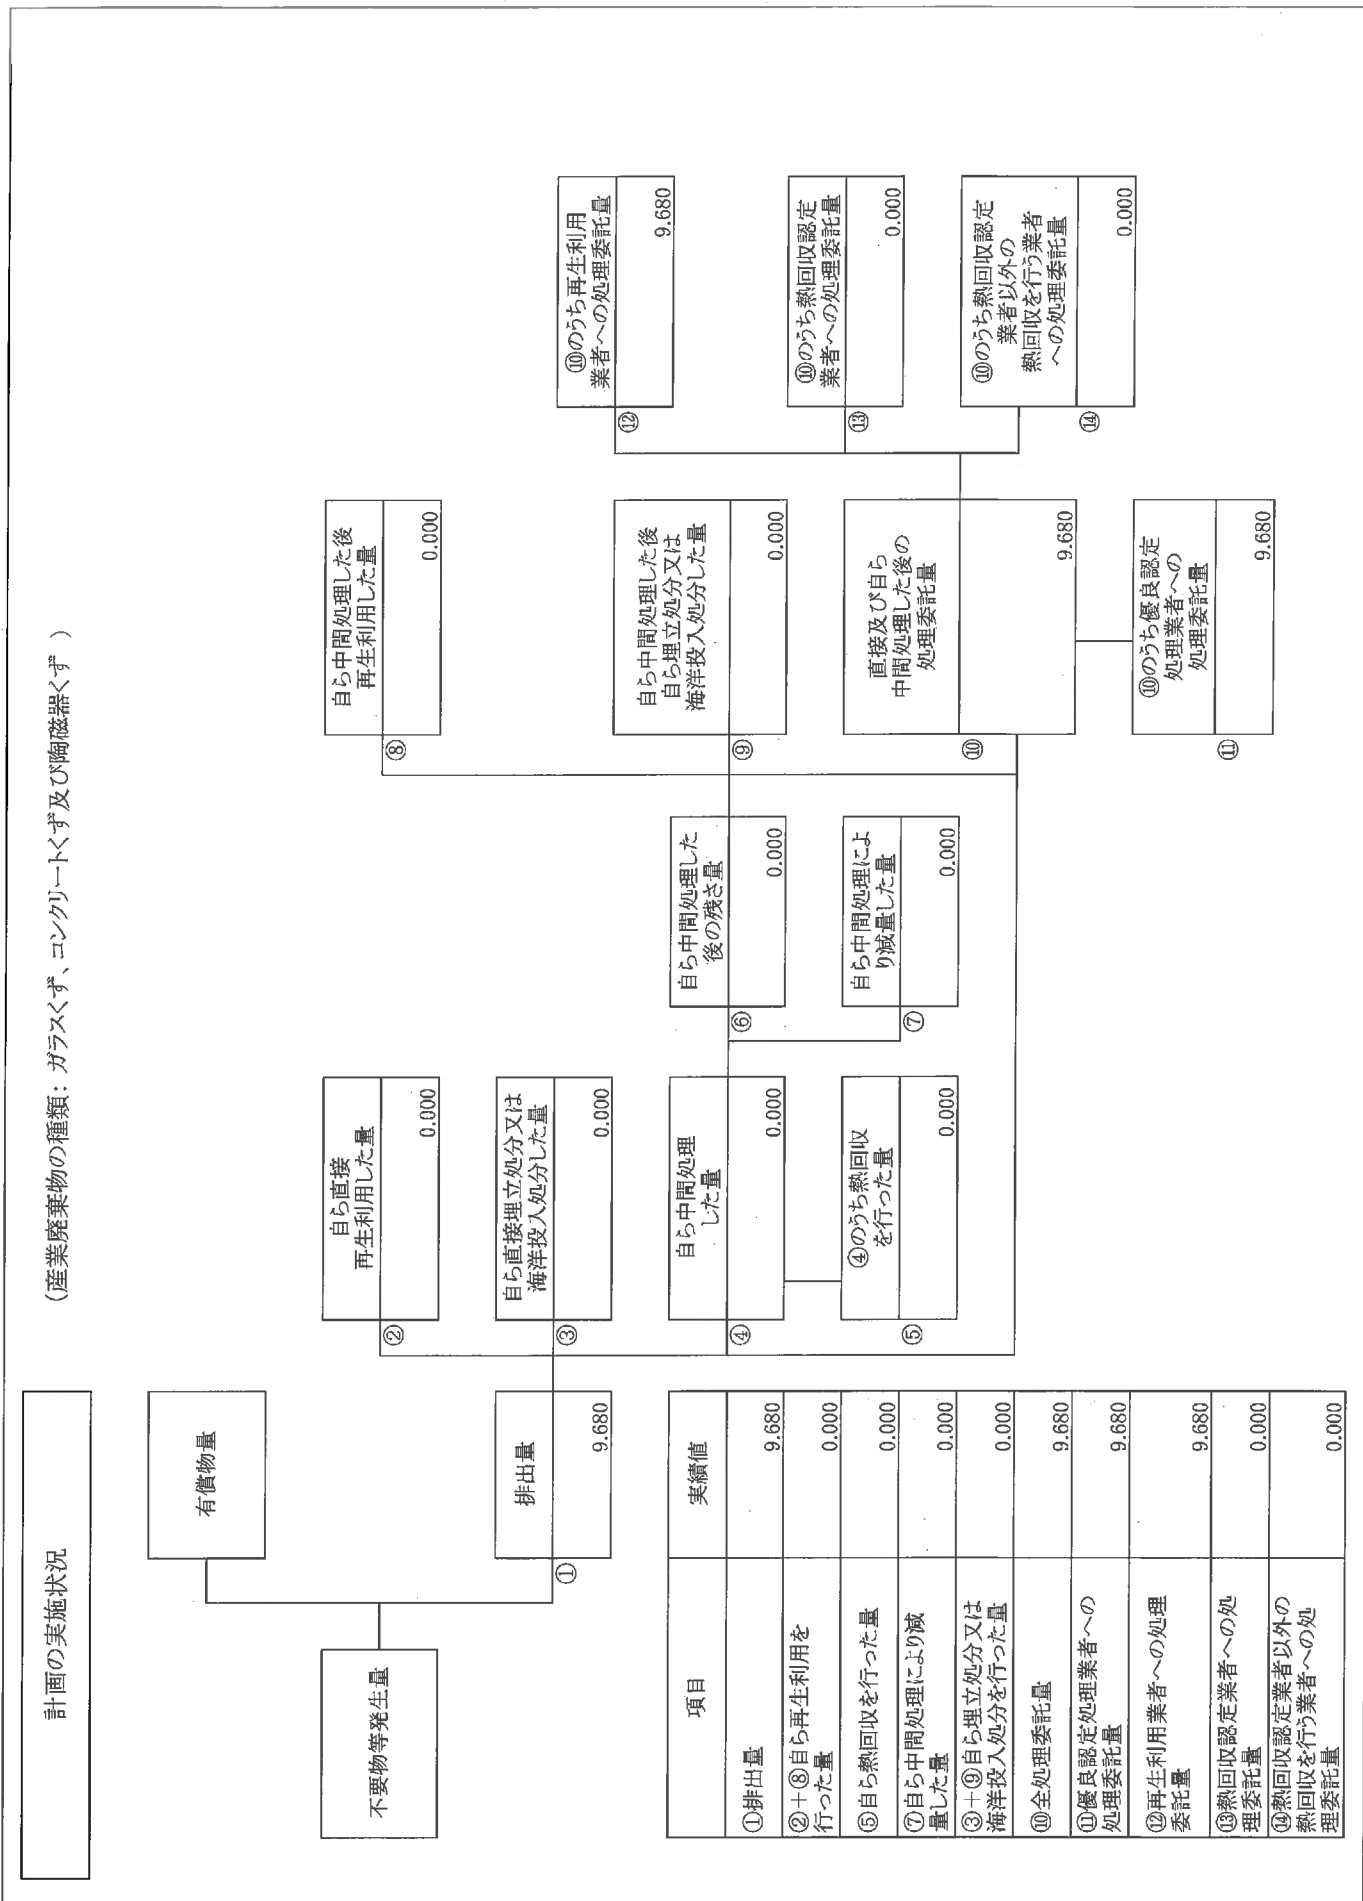 計画の実施状況
(産業廃棄物の種類：ガラスくず、コンクリートくず及び陶磁器くず)
不要物等発生量
有償物量
①
排出量
9.680
②
自ら直接
再生利用した量
0.000
③
自ら直接埋立処分又は
海洋投入処分した量
0.000
④
自ら中間処理
した量
0.000
⑤
④のうち熱回収
を行った量
0.000
⑥
自ら中間処理した
後の残さ量
0.000
⑦
自ら中間処理によ
り減量した量
0.000
⑧
自ら中間処理した後
再生利用した量
0.000
⑨
自ら中間処理した後
自ら埋立処分又は
海洋投入処分した量
0.000
⑩
直接及び自ら
中間処理した後の
処理委託量
9.680
⑪
⑩のうち優良認定
処理業者への
処理委託量
9.680
⑫
⑩のうち再生利用
業者への処理委託量
9.680
⑬
⑩のうち熱回収認定
業者への処理委託量
0.000
⑭
⑩のうち熱回収認定
業者以外の
熱回収を行う業者
への処理委託量
0.000
項目 実績値
①排出量 9.680
②＋⑧自ら再生利用を
行った量 0.000
⑤自ら熱回収を行った量 0.000
⑦自ら中間処理により減
量した量 0.000
③＋⑨自ら埋立処分又は
海洋投入処分を行った量 0.000
⑩全処理委託量 9.680
⑪優良認定処理業者への
処理委託量 9.680
⑫再生利用業者への処理
委託量 9.680
⑬熱回収認定業者への処
理委託量 0.000
⑭熱回収認定業者以外の
熱回収を行う業者への処
理委託量 0.000